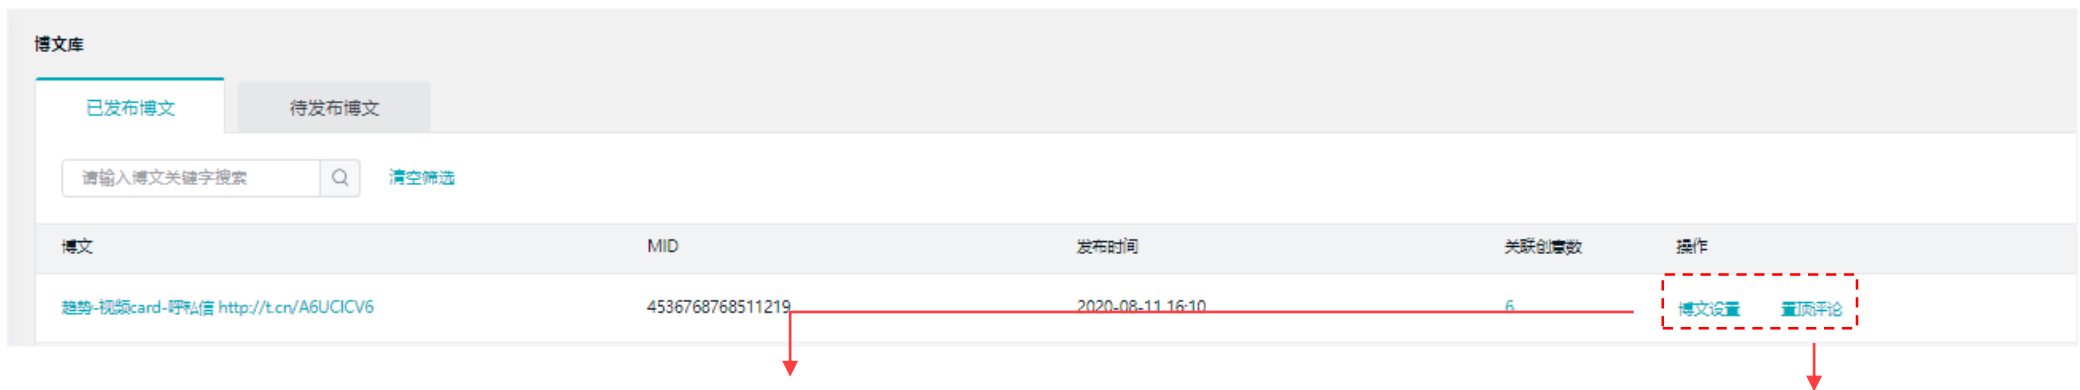 博文库
已发布博文 待发布博文
请输入博文关键字搜索 清空筛选
博文 MID 发布时间 关联创意数 操作
趋势-视频card-呼私信 http://t.cn/A6UCICV6 4536768768511219 2020-08-11 16:10 6 博文设置 置顶评论